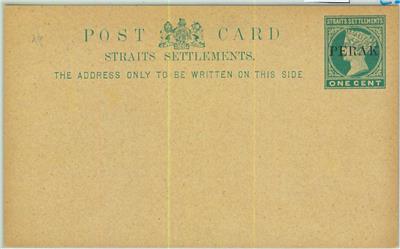 POST CARD
STRAITS SETTLEMENTS.
THE ADDRESS ONLY TO BE WRITTEN ON THIS SIDE
STRAITS SETTLEMENTS
PERAK
ONE CENT